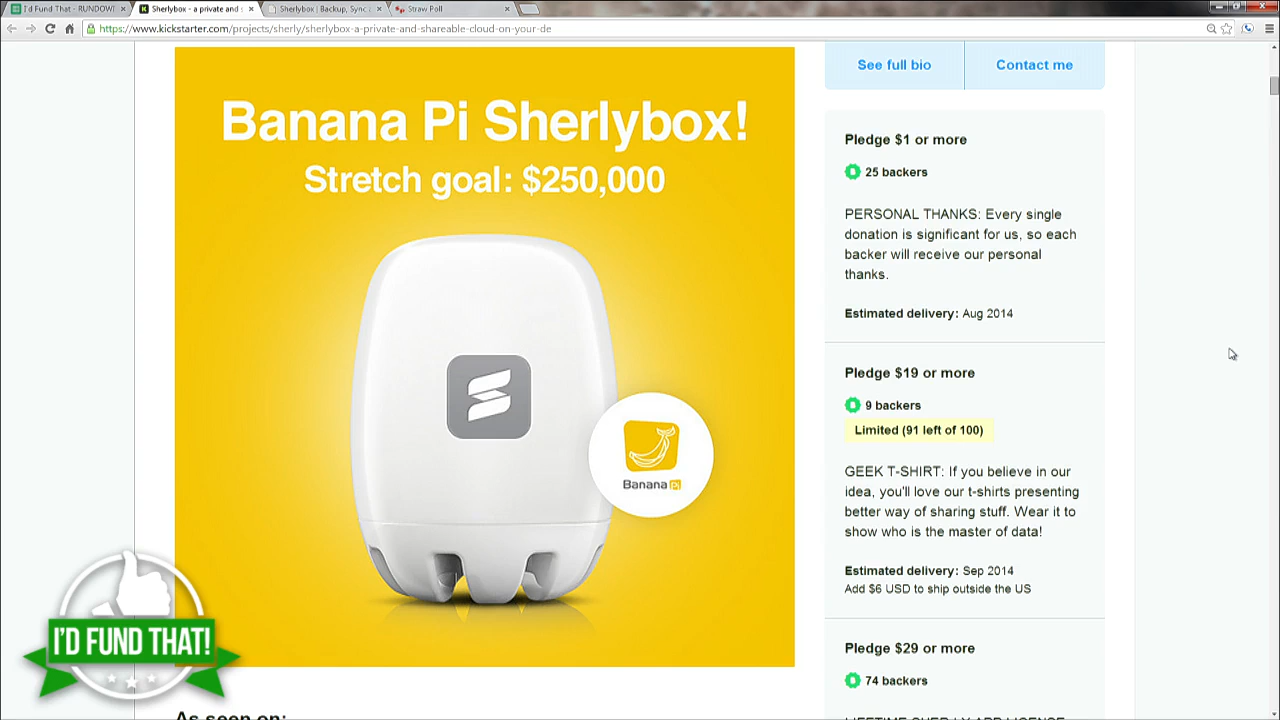 I'd Fund That - RUNDOW!
Sherlybox - a private and s
Sherlybox | Backup, Sync a
Straw Poll
https://www.kickstarter.com/projects/sherly/sherlybox-a-private-and-shareable-cloud-on-your-de
Banana Pi Sherlybox!
Stretch goal: $250,000
Banana Pi
I'D FUND THAT!
As seen on:
See full bio
Contact me
Pledge $1 or more
25 backers
PERSONAL THANKS: Every single
donation is significant for us, so each
backer will receive our personal
thanks.
Estimated delivery: Aug 2014
Pledge $19 or more
9 backers
Limited (91 left of 100)
GEEK T-SHIRT: If you believe in our
idea, you'll love our t-shirts presenting
better way of sharing stuff. Wear it to
show who is the master of data!
Estimated delivery: Sep 2014
Add $6 USD to ship outside the US
Pledge $29 or more
74 backers